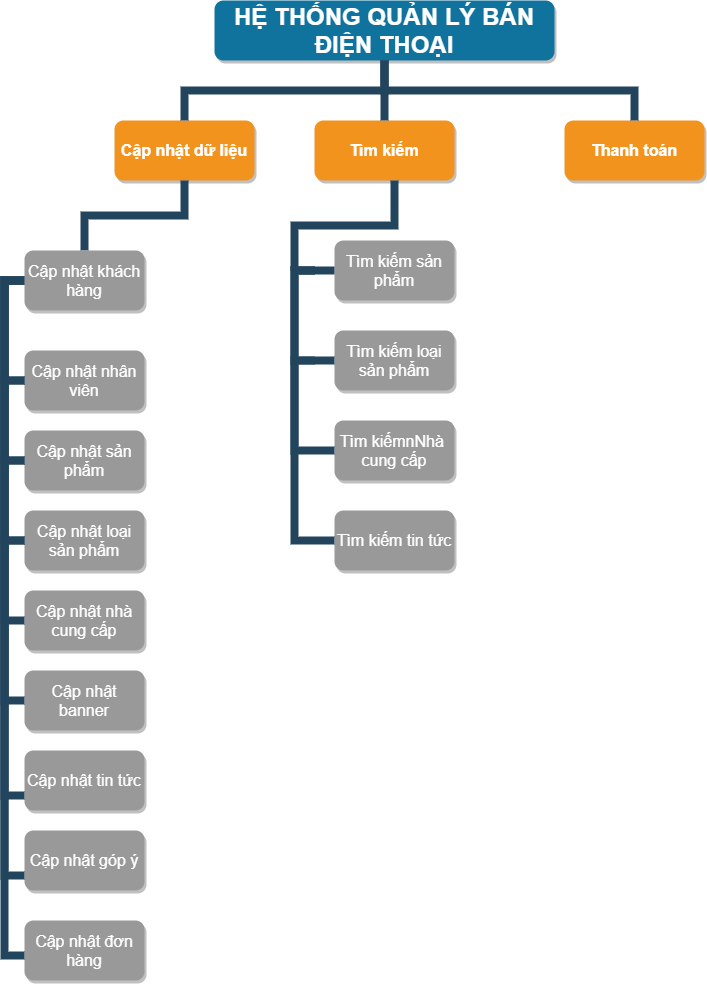 HỆ THỐNG QUẢN LÝ BÁN
ĐIỆN THOẠI
Cập nhật dữ liệu
Tìm kiếm
Thanh toán
Cập nhật khách
hàng
Cập nhật nhân
viên
Cập nhật sản
phẩm
Cập nhật loại
sản phẩm
Cập nhật nhà
cung cấp
Cập nhật
banner
Cập nhật tin tức
Cập nhật góp ý
Cập nhật đơn
hàng
Tìm kiếm sản
phẩm
Tìm kiếm loại
sản phẩm
Tìm kiếmnNhà
cung cấp
Tìm kiếm tin tức